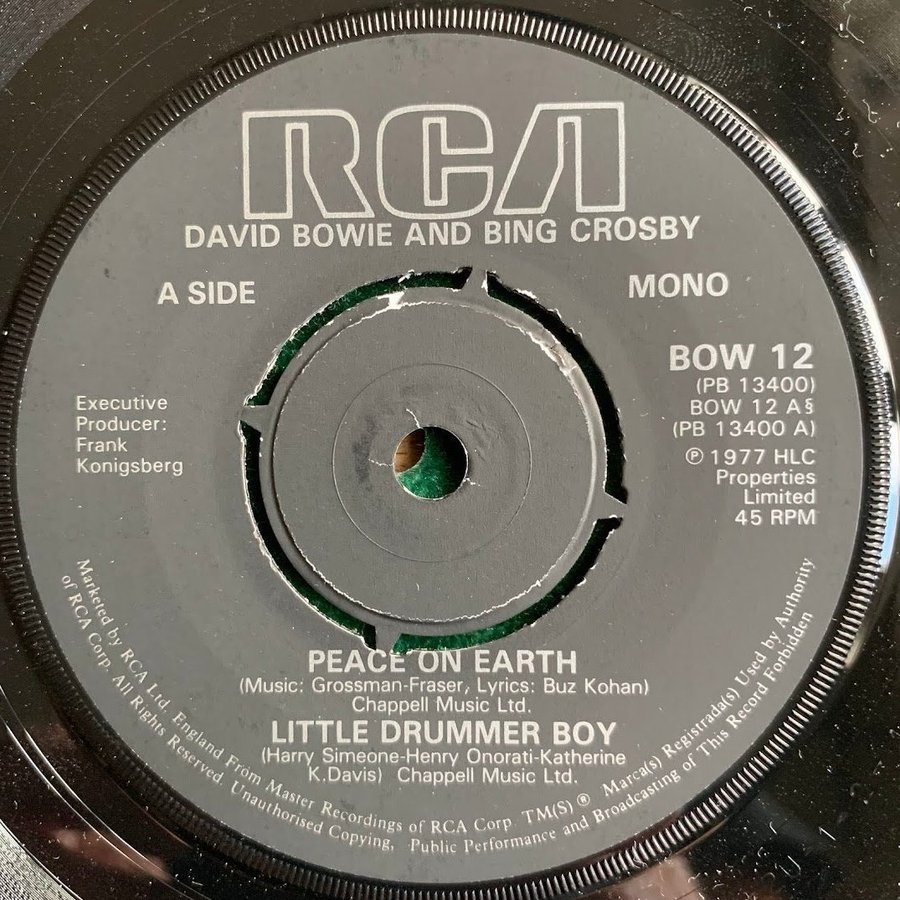 RCA
DAVID BOWIE AND BING CROSBY
A SIDE
MONO
BOW 12
(PB 13400)
BOW 12 A§
(PB 13400 A)
℗ 1977 HLC
Properties
Limited
45 RPM
Executive
Producer:
Frank
Konigsberg
PEACE ON EARTH
(Music: Grossman-Fraser, Lyrics: Buz Kohan)
Chappell Music Ltd.
LITTLE DRUMMER BOY
(Harry Simeone-Henry Onorati-Katherine
K.Davis) Chappell Music Ltd.
Marketed by RCA Ltd. England From Master Recordings of RCA Corp TM(S) ® Marca(s) Registrada(s) Used by Authority
of RCA Corp. All Rights Reserved. Unauthorised Copying, Public Performance and Broadcasting of This Record Forbidden